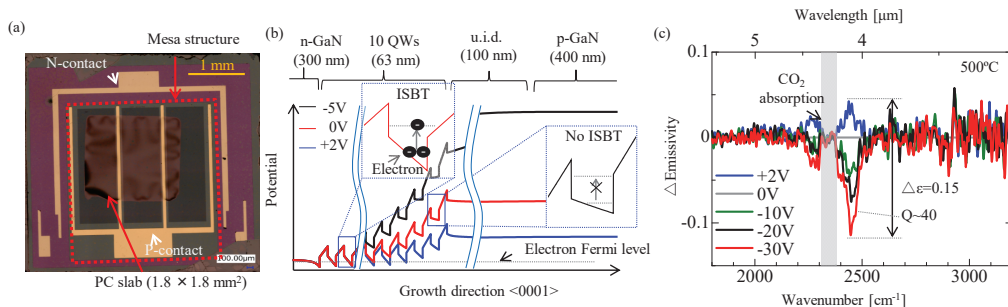 (a)
Mesa structure
N-contact
1 mm
P-contact
100.00μm
PC slab (1.8 × 1.8 mm²)
(b)
n-GaN
(300 nm)
10 QWs
(63 nm)
u.i.d.
(100 nm)
p-GaN
(400 nm)
ISBT
-5V
0V
+2V
Electron
No ISBT
Electron Fermi level
Potential
Growth direction <0001>
(c)
Wavelength [μm]
5
4
0.1
0
-0.1
500ºC
CO₂
absorption
+2V
0V
-10V
-20V
-30V
△ε=0.15
Q~40
△Emissivity
2000
2500
3000
Wavenumber [cm⁻¹]